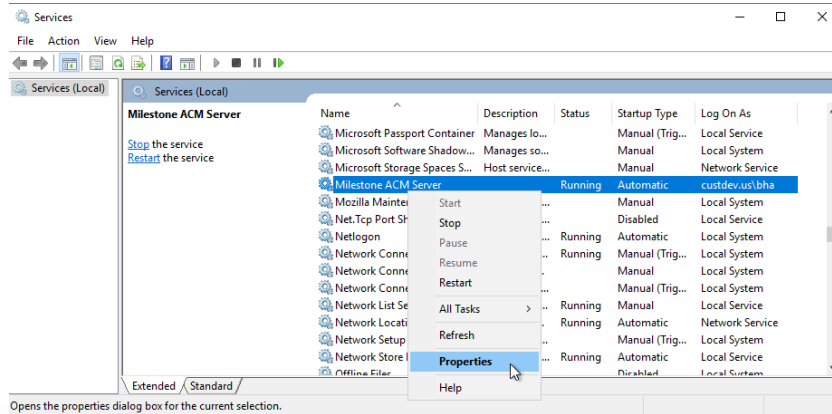 Services
File Action View Help
Services (Local)
Services (Local)
Milestone ACM Server
Stop the service
Restart the service
Name Description Status Startup Type Log On As
Microsoft Passport Container Manages lo... Manual (Trig... Local Service
Microsoft Software Shadow... Manages so... Manual Local System
Microsoft Storage Spaces S... Host service... Manual Network Service
Milestone ACM Server Running Automatic custdev.us\bha
Mozilla Mainte ... Manual Local System
Net.Tcp Port Sh ... Disabled Local Service
Netlogon ... Running Automatic Local System
Network Conne ... Running Manual (Trig... Local System
Network Conne . Manual Local System
Network Conne ... Manual (Trig... Local System
Network List Se ... Running Manual Local Service
Network Locati . Running Automatic Network Service
Network Setup ... Manual (Trig... Local System
Network Store ... Running Automatic Local Service
Offline Files Disabled Local System
Start
Stop
Pause
Resume
Restart
All Tasks >
Refresh
Properties
Help
Extended Standard
Opens the properties dialog box for the current selection.